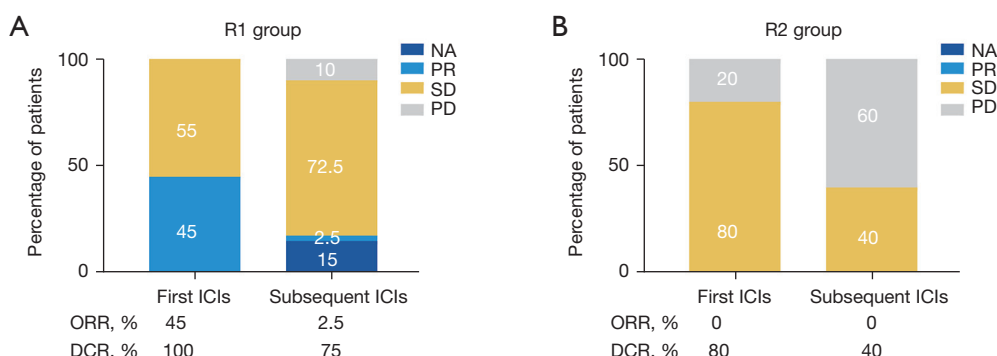 A
R1 group
NA
PR
SD
PD
Percentage of patients
100
50
0
55
45
10
72.5
2.5
15
First ICIs Subsequent ICIs
ORR, % 45 2.5
DCR, % 100 75
B
R2 group
NA
PR
SD
PD
Percentage of patients
100
50
0
20
80
60
40
First ICIs Subsequent ICIs
ORR, % 0 0
DCR, % 80 40